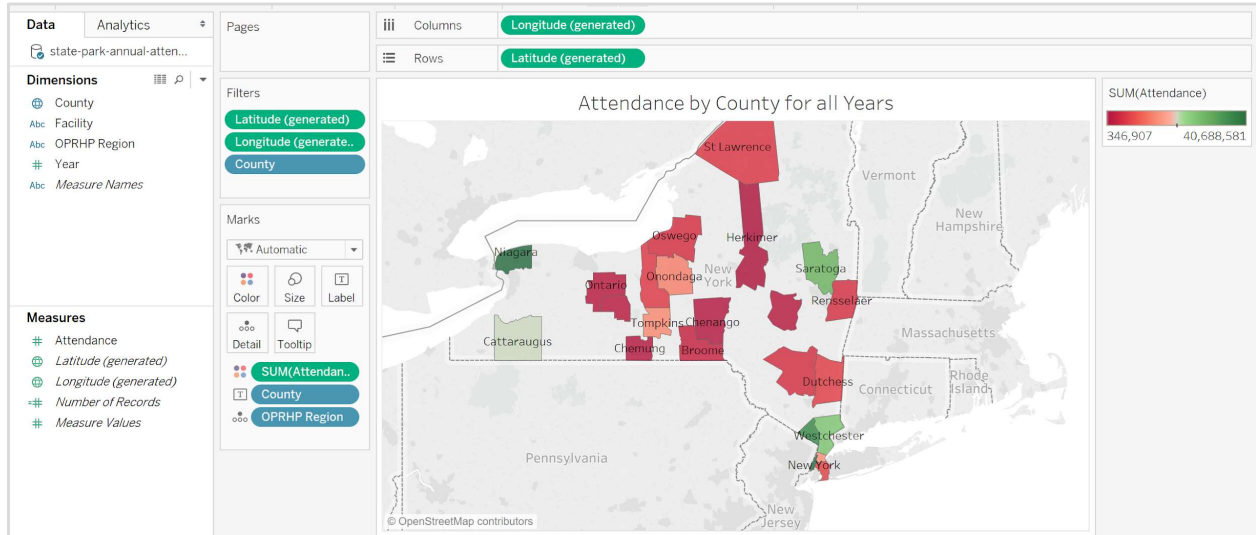 Data
Analytics
state-park-annual-atten...
Dimensions
County
Abc Facility
Abc OPRHP Region
# Year
Abc Measure Names
Measures
# Attendance
Latitude (generated)
Longitude (generated)
=# Number of Records
# Measure Values
Pages
Filters
Latitude (generated)
Longitude (generate..
County
Marks
Automatic
Color
Size
T
Label
Detail
Tooltip
SUM(Attendan..
T County
OPRHP Region
iii Columns
Longitude (generated)
Rows
Latitude (generated)
Attendance by County for all Years
St Lawrence
Vermont
New
Hampshire
Oswego
Herkimer
Niagara
Saratoga
Onondaga
New
York
Ontario
Rensselaer
Tompkins
Chenango
Massachusetts
Cattaraugus
Chemung
Broome
Rhode
Island
Dutchess
Connecticut
Westchester
Pennsylvania
New York
New
Jersey
© OpenStreetMap contributors
SUM(Attendance)
346,907
40,688,581